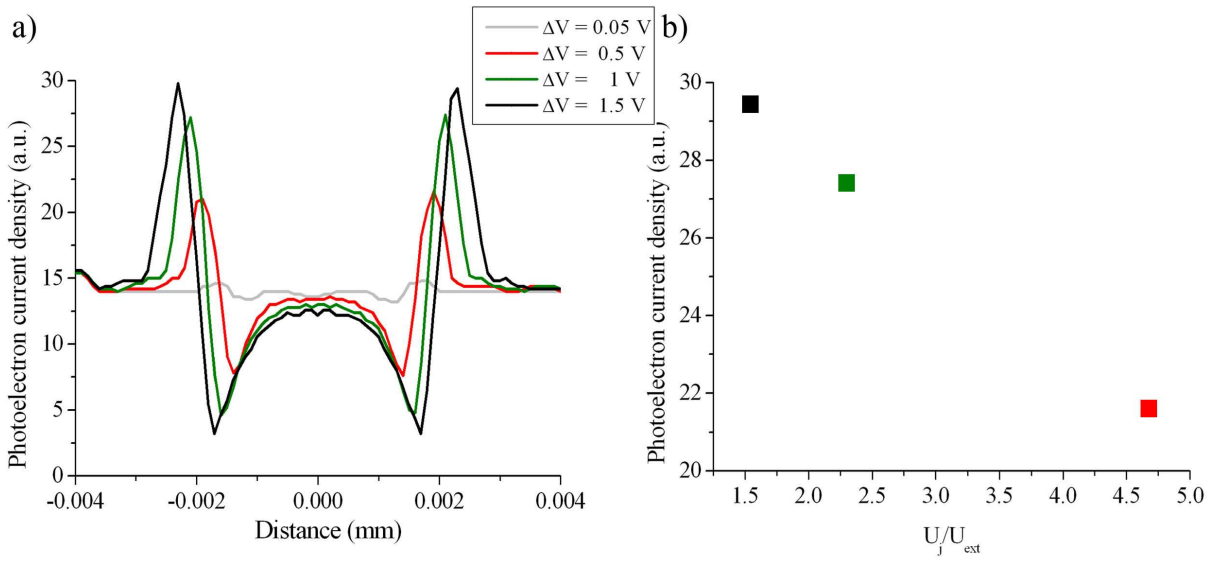 a)
ΔV = 0.05 V
ΔV = 0.5 V
ΔV = 1 V
ΔV = 1.5 V
Photoelectron current density (a.u.)
30
25
20
15
10
5
0
-0.004
-0.002
0.000
0.002
0.004
Distance (mm)
b)
Photoelectron current density (a.u.)
30
28
26
24
22
20
1.5
2.0
2.5
3.0
3.5
4.0
4.5
5.0
U_j/U_ext